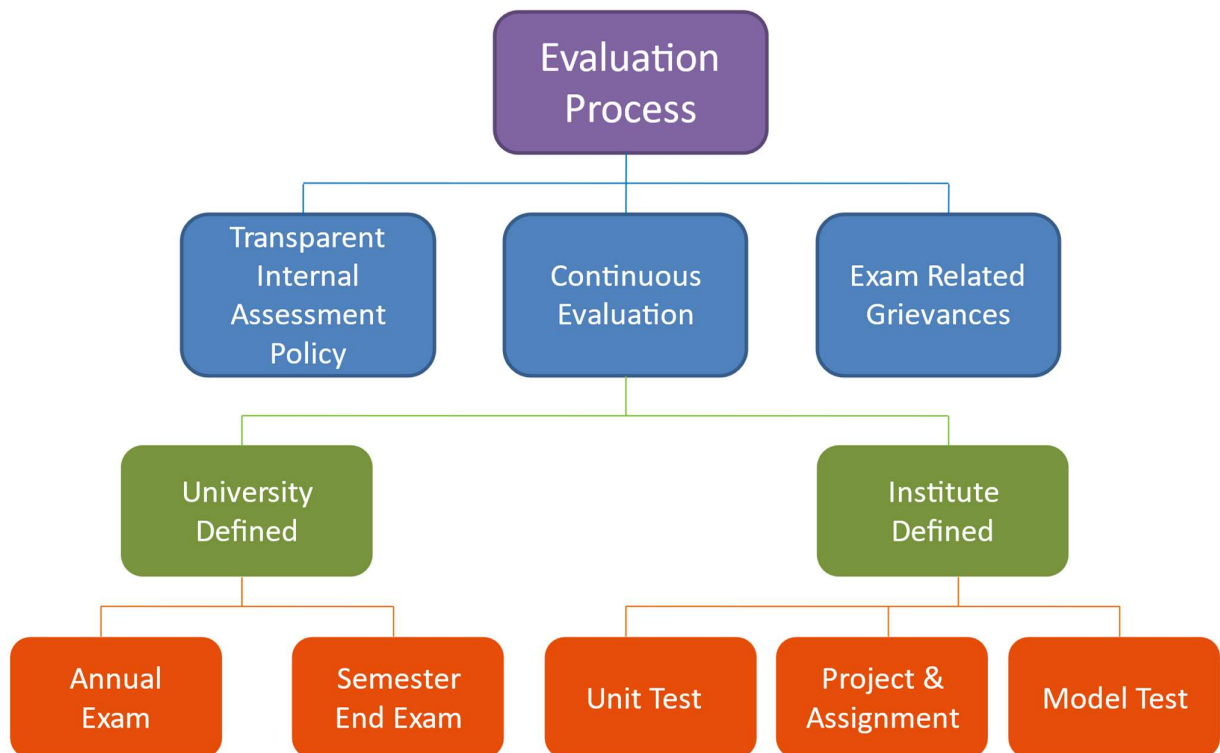 Evaluation
Process
Transparent
Internal
Assessment
Policy
Continuous
Evaluation
Exam Related
Grievances
University
Defined
Institute
Defined
Annual
Exam
Semester
End Exam
Unit Test
Project &
Assignment
Model Test